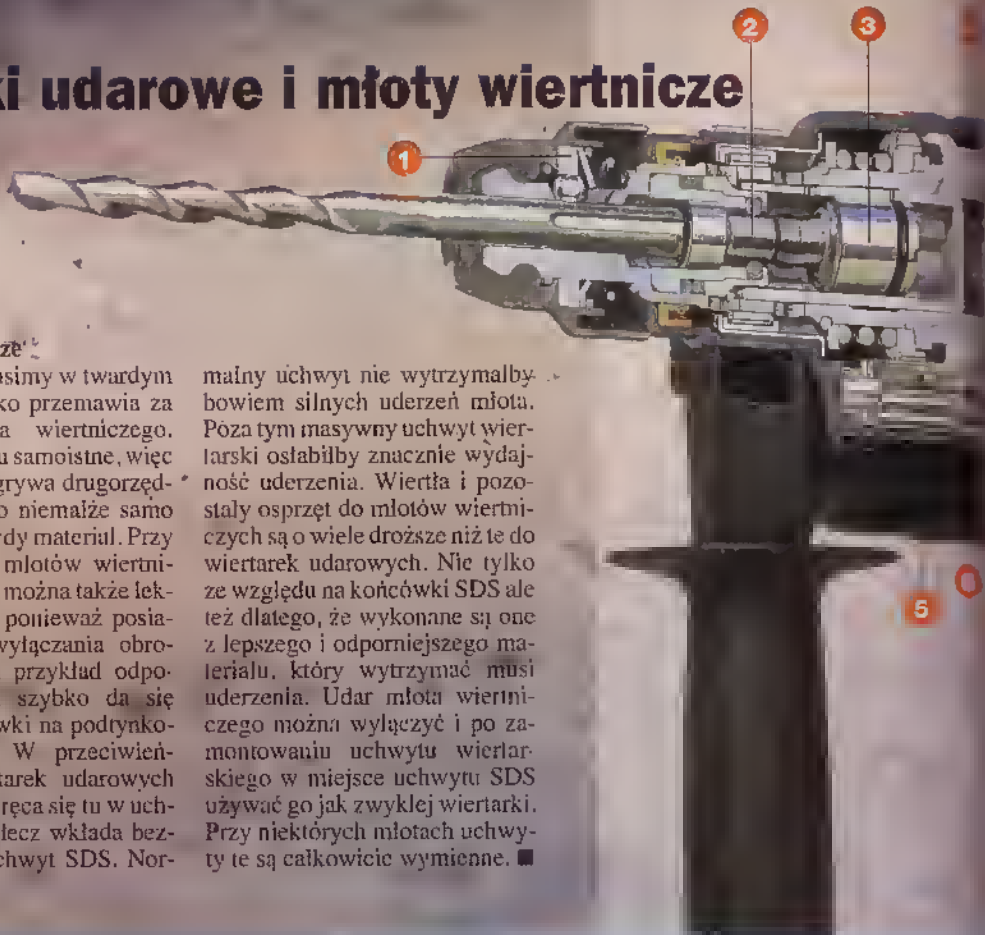 ki udarowe i młoty wiertnicze
1
2
3
że
usimy w twardym
ko przemawia za
a wiertniczego.
u samoistne, więc
grywa drugorzęd-
o niemalże samo
rdy materiał. Przy
młotów wiertni-
można także lek-
ponieważ posia-
wyłączania obro-
przykład odpo-
szybko da się
wki na podtynko-
W przeciwień-
tarek udarowych
ręca się tu w uch-
lecz wkłada bez-
chwyt SDS. Nor-
malny uchwyt nie wytrzymałby
bowiem silnych uderzeń młota.
Poza tym masywny uchwyt wier-
tarski osłabiłby znacznie wydaj-
ność uderzenia. Wiertła i pozo-
stały osprzęt do młotów wiertni-
czych są o wiele droższe niż te do
wiertarek udarowych. Nie tylko
ze względu na końcówki SDS ale
też dlatego, że wykonane są one
z lepszego i odporniejszego ma-
teriału, który wytrzymać musi
uderzenia. Udar młota wiertni-
czego można wyłączyć i po za-
montowaniu uchwytu wiertar-
skiego w miejsce uchwytu SDS
używać go jak zwykłej wiertarki.
Przy niektórych młotach uchwy-
ty te są całkowicie wymienne.
5